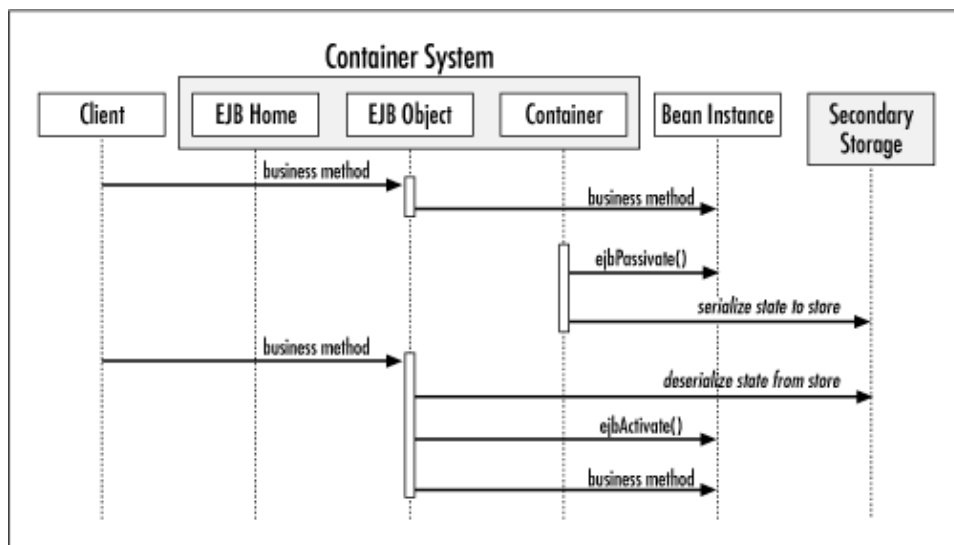 Container System
Client
EJB Home
EJB Object
Container
Bean Instance
Secondary
Storage
business method
business method
ejbPassivate()
serialize state to store
business method
deserialize state from store
ejbActivate()
business method